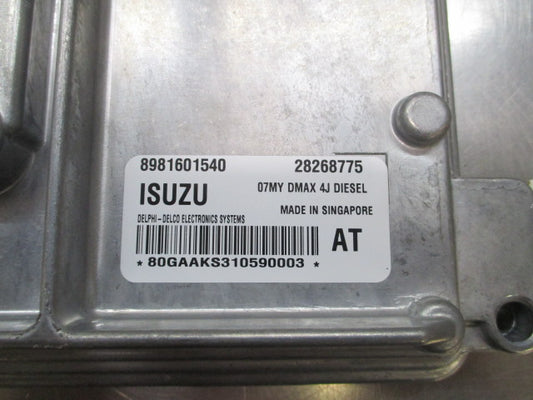 8981601540 28268775
ISUZU 07MY DMAX 4J DIESEL
DELPHI-DELCO ELECTRONICS SYSTEMS MADE IN SINGAPORE
AT
* 80GAAKS310590003 *